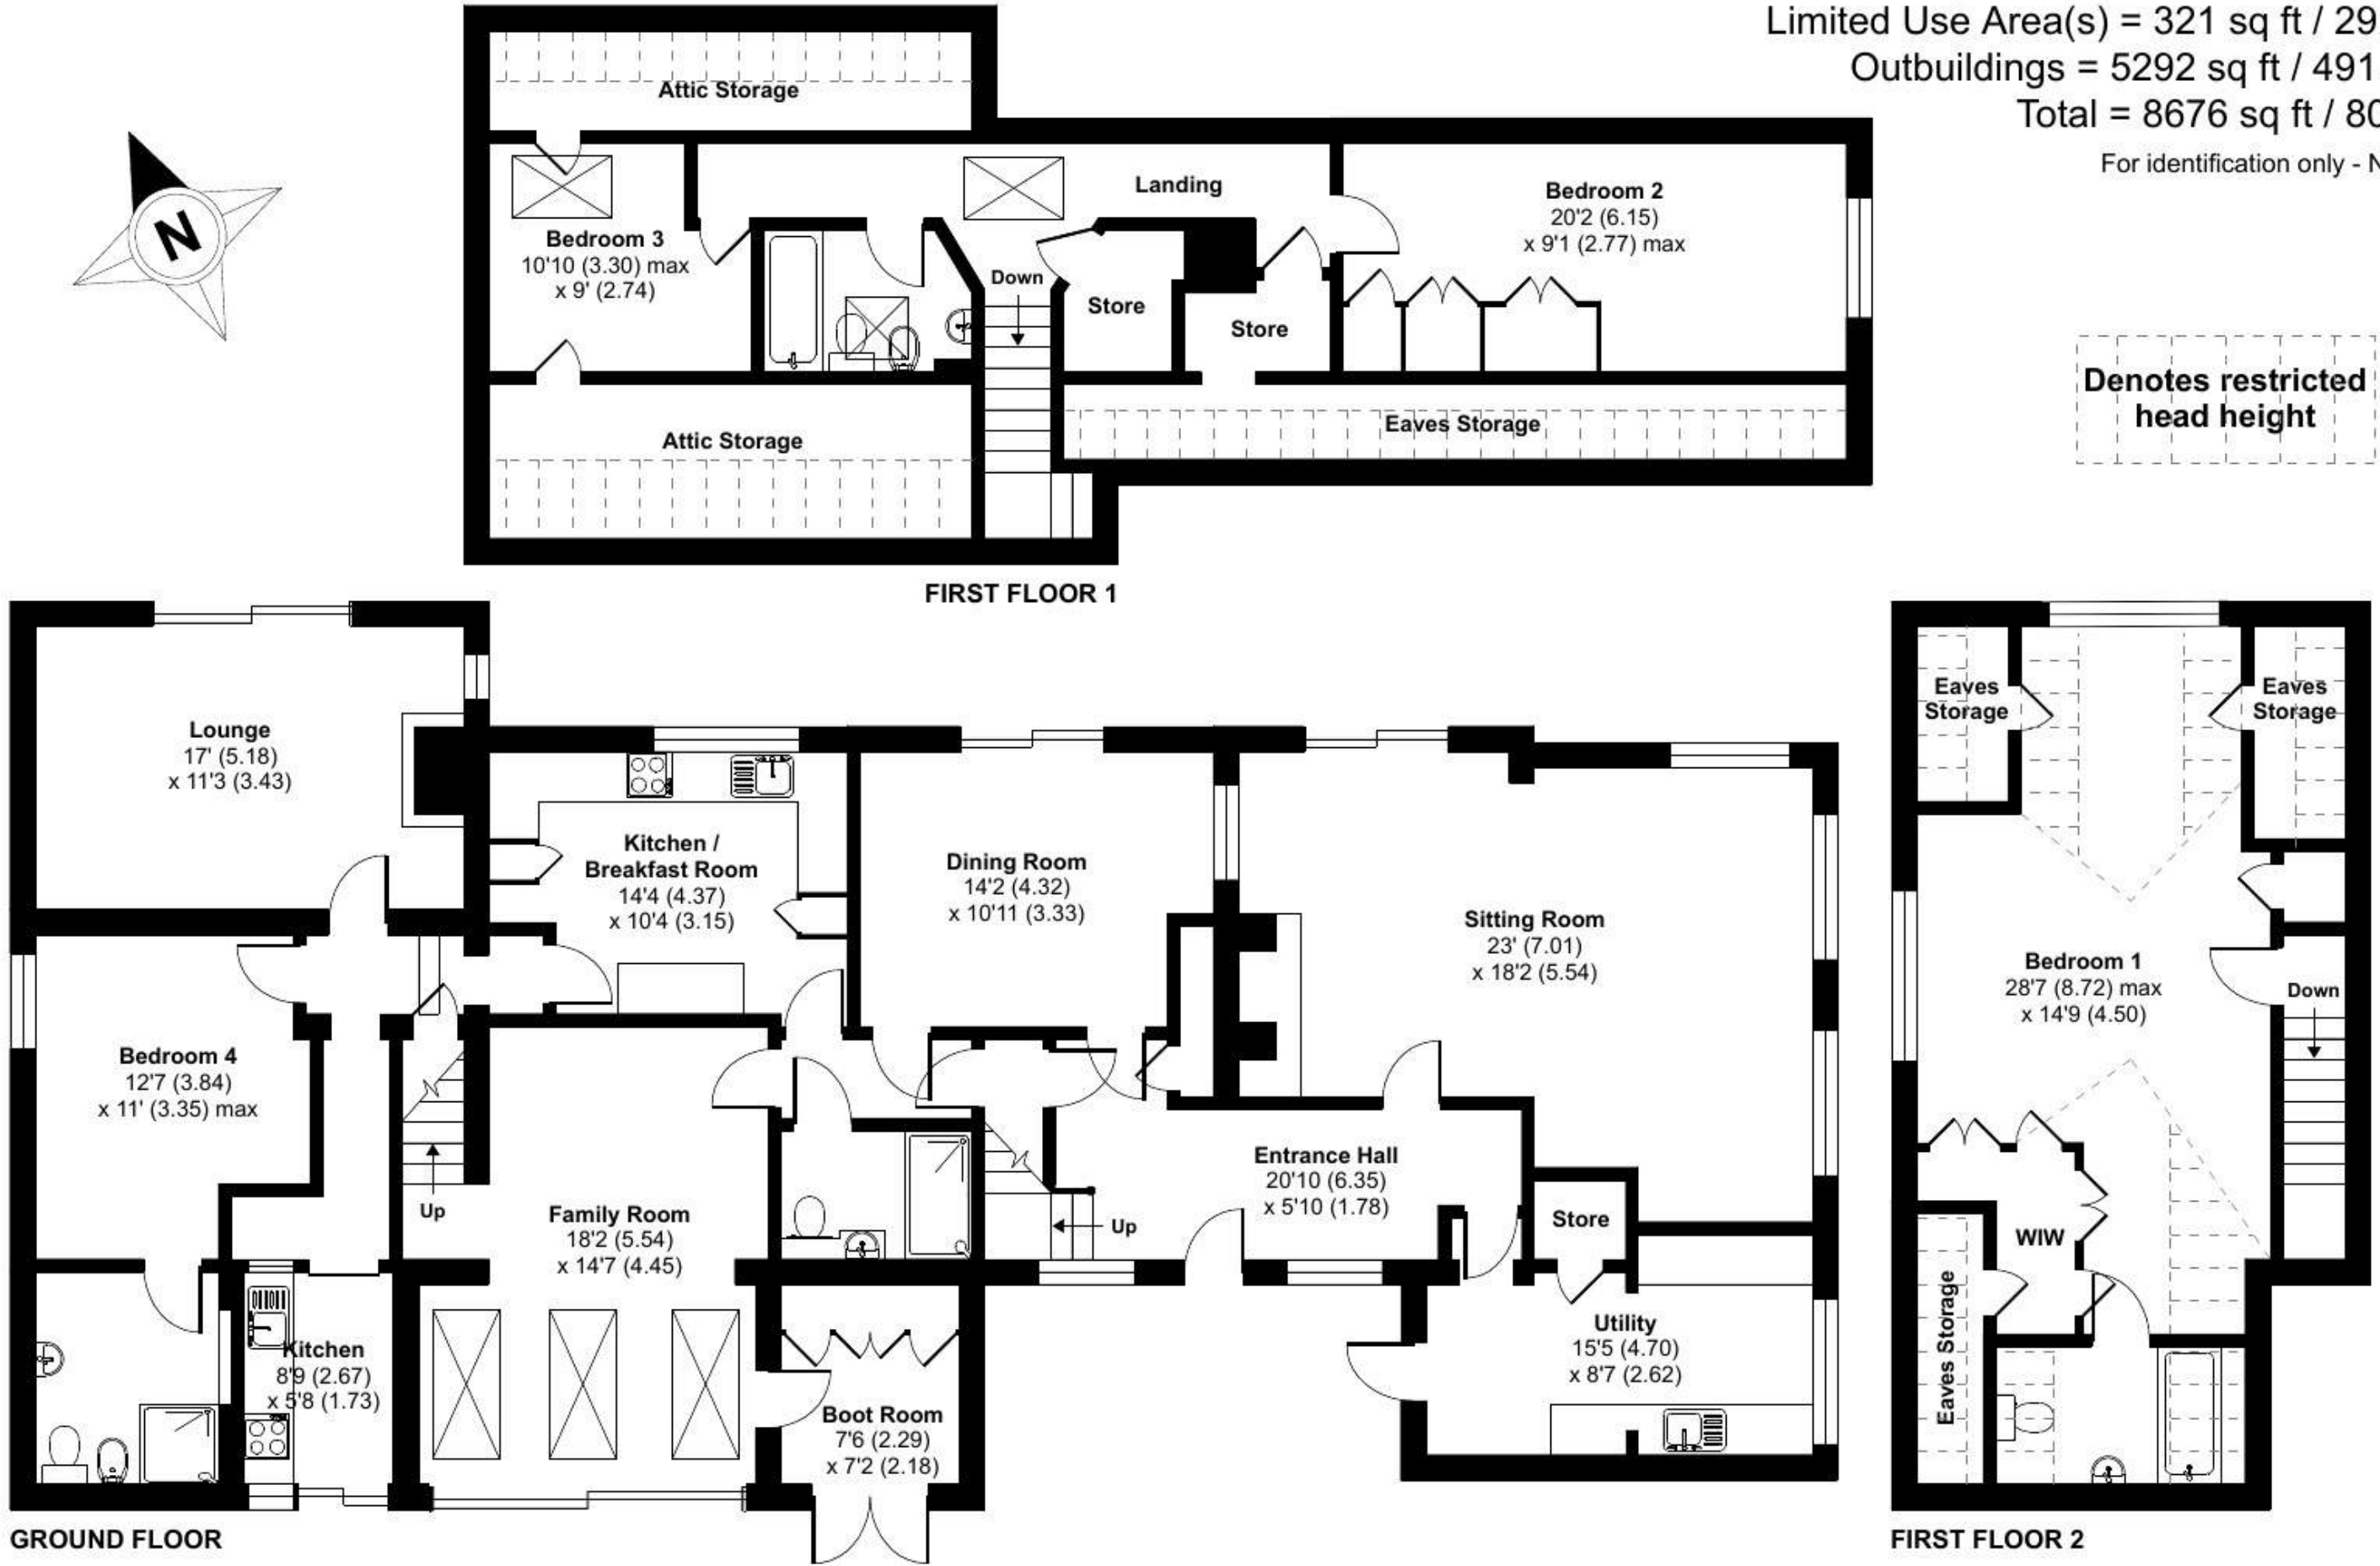 Limited Use Area(s) = 321 sq ft / 29
Outbuildings = 5292 sq ft / 491
Total = 8676 sq ft / 80
For identification only - N
Attic Storage
N
Landing
Bedroom 2
20'2 (6.15)
x 9'1 (2.77) max
Bedroom 3
10'10 (3.30) max
x 9' (2.74)
Down
Store
Store
Denotes restricted
head height
Eaves Storage
Attic Storage
FIRST FLOOR 1
Lounge
17' (5.18)
x 11'3 (3.43)
Kitchen /
Breakfast Room
14'4 (4.37)
x 10'4 (3.15)
Dining Room
14'2 (4.32)
x 10'11 (3.33)
Sitting Room
23' (7.01)
x 18'2 (5.54)
Bedroom 4
12'7 (3.84)
x 11' (3.35) max
Up
Family Room
18'2 (5.54)
x 14'7 (4.45)
Entrance Hall
20'10 (6.35)
x 5'10 (1.78)
Up
Store
Utility
15'5 (4.70)
x 8'7 (2.62)
Kitchen
8'9 (2.67)
x 5'8 (1.73)
Boot Room
7'6 (2.29)
x 7'2 (2.18)
GROUND FLOOR
Eaves
Storage
Eaves
Storage
Bedroom 1
28'7 (8.72) max
x 14'9 (4.50)
Down
WIW
Eaves Storage
FIRST FLOOR 2